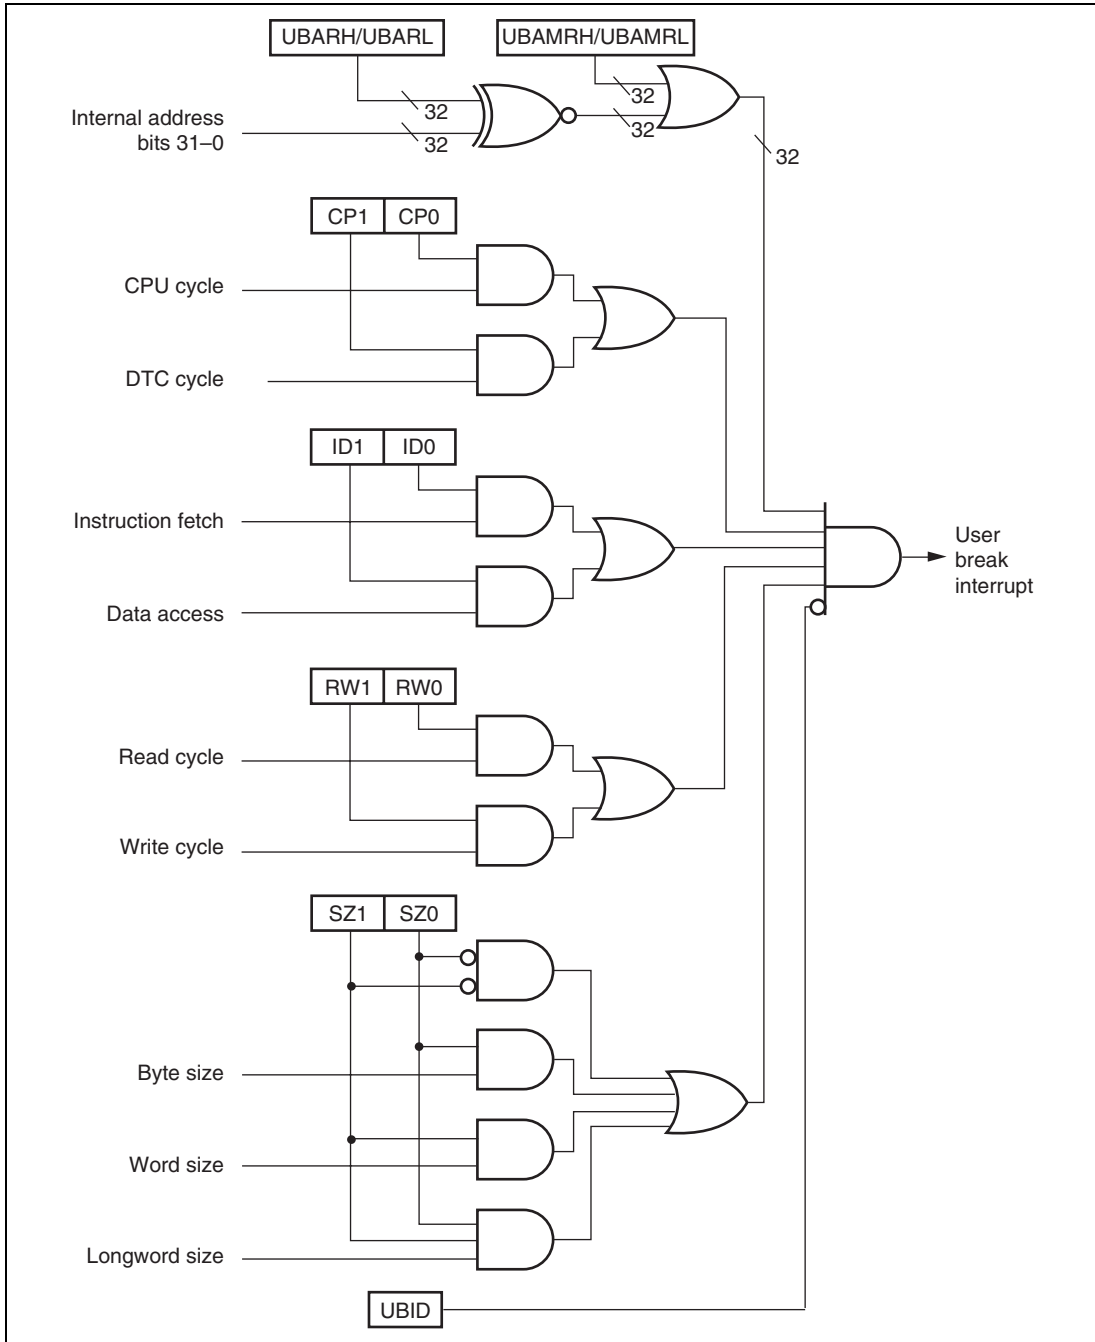 UBARH/UBARL
UBAMRH/UBAMRL
32
32
Internal address
bits 31–0
32
32
32
CP1
CP0
CPU cycle
DTC cycle
ID1
ID0
Instruction fetch
Data access
User
break
interrupt
RW1
RW0
Read cycle
Write cycle
SZ1
SZ0
Byte size
Word size
Longword size
UBID